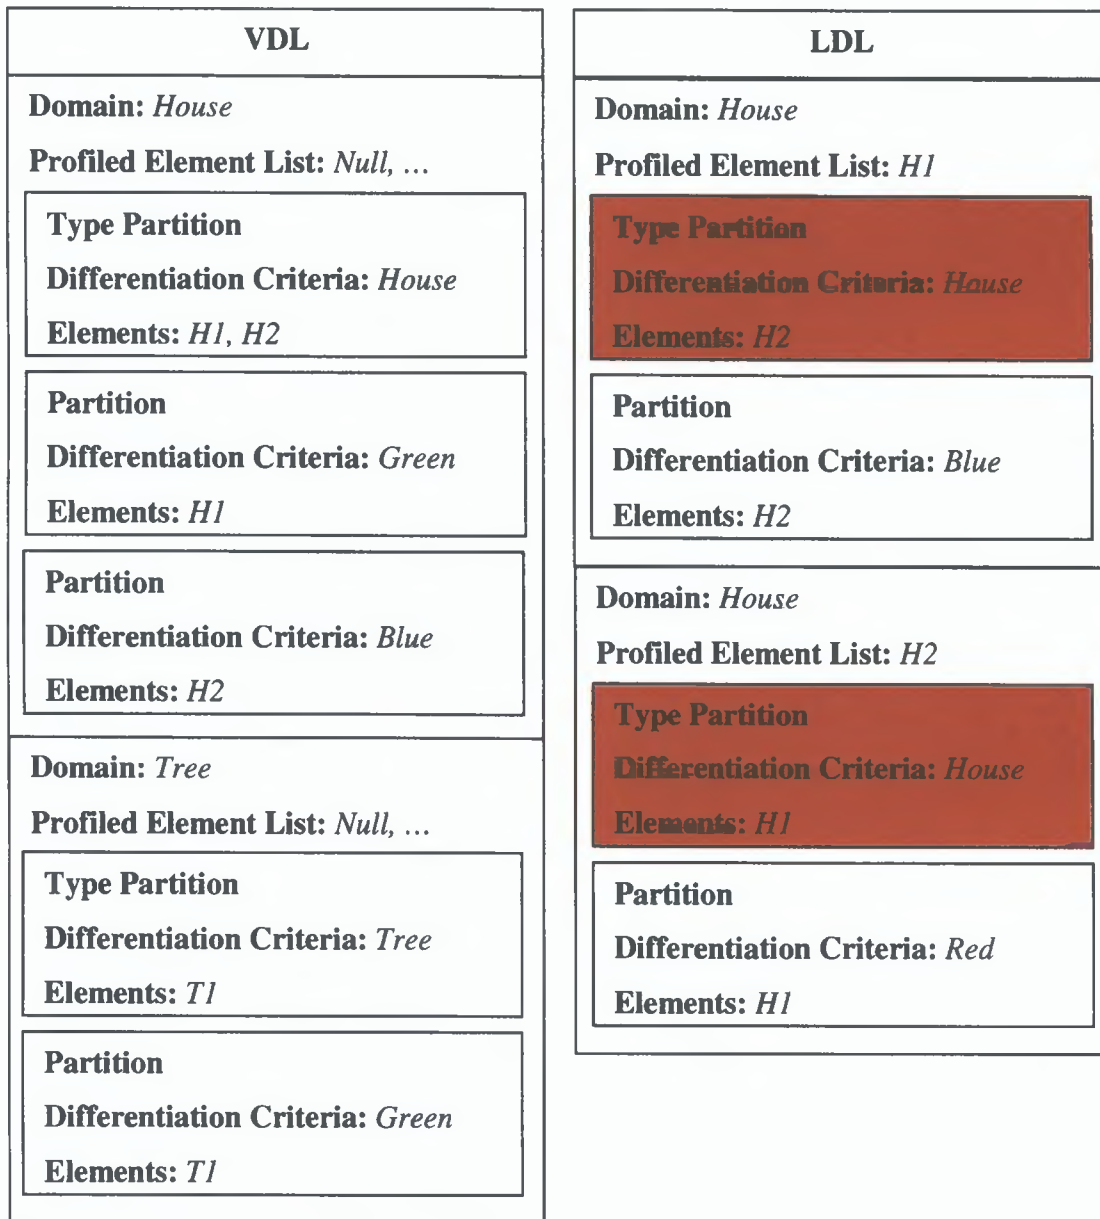 VDL
Domain: House
Profiled Element List: Null, ...
Type Partition
Differentiation Criteria: House
Elements: H1, H2
Partition
Differentiation Criteria: Green
Elements: H1
Partition
Differentiation Criteria: Blue
Elements: H2
Domain: Tree
Profiled Element List: Null, ...
Type Partition
Differentiation Criteria: Tree
Elements: T1
Partition
Differentiation Criteria: Green
Elements: T1
LDL
Domain: House
Profiled Element List: H1
Type Partition
Differentiation Criteria: House
Elements: H2
Partition
Differentiation Criteria: Blue
Elements: H2
Domain: House
Profiled Element List: H2
Type Partition
Differentiation Criteria: House
Elements: H1
Partition
Differentiation Criteria: Red
Elements: H1